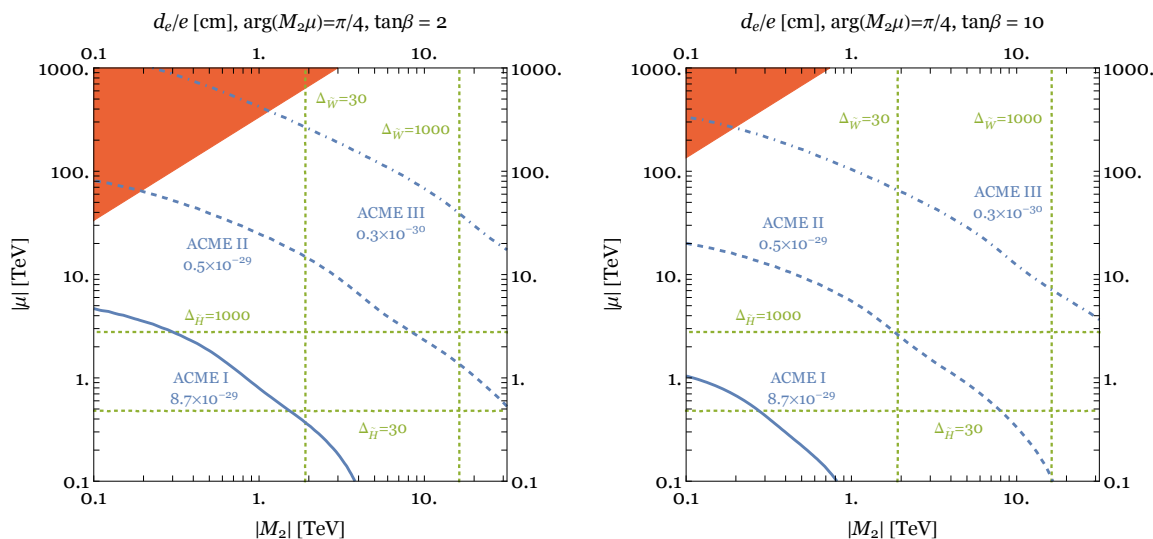 d_e/e [cm], arg(M_2μ)=π/4, tanβ = 2
0.1 1. 10.
1000. 1000.
Δ_W̃=30
Δ_W̃=1000
100. 100.
ACME III
0.3×10^−30
ACME II
0.5×10^−29
|μ| [TeV]
10. 10.
Δ_H̃=1000
1. 1.
ACME I
8.7×10^−29
Δ_H̃=30
0.1 0.1
0.1 1. 10.
|M_2| [TeV]
d_e/e [cm], arg(M_2μ)=π/4, tanβ = 10
0.1 1. 10.
1000. 1000.
Δ_W̃=30
Δ_W̃=1000
100. 100.
ACME III
0.3×10^−30
ACME II
0.5×10^−29
|μ| [TeV]
10. 10.
Δ_H̃=1000
1. 1.
ACME I
8.7×10^−29
Δ_H̃=30
0.1 0.1
0.1 1. 10.
|M_2| [TeV]